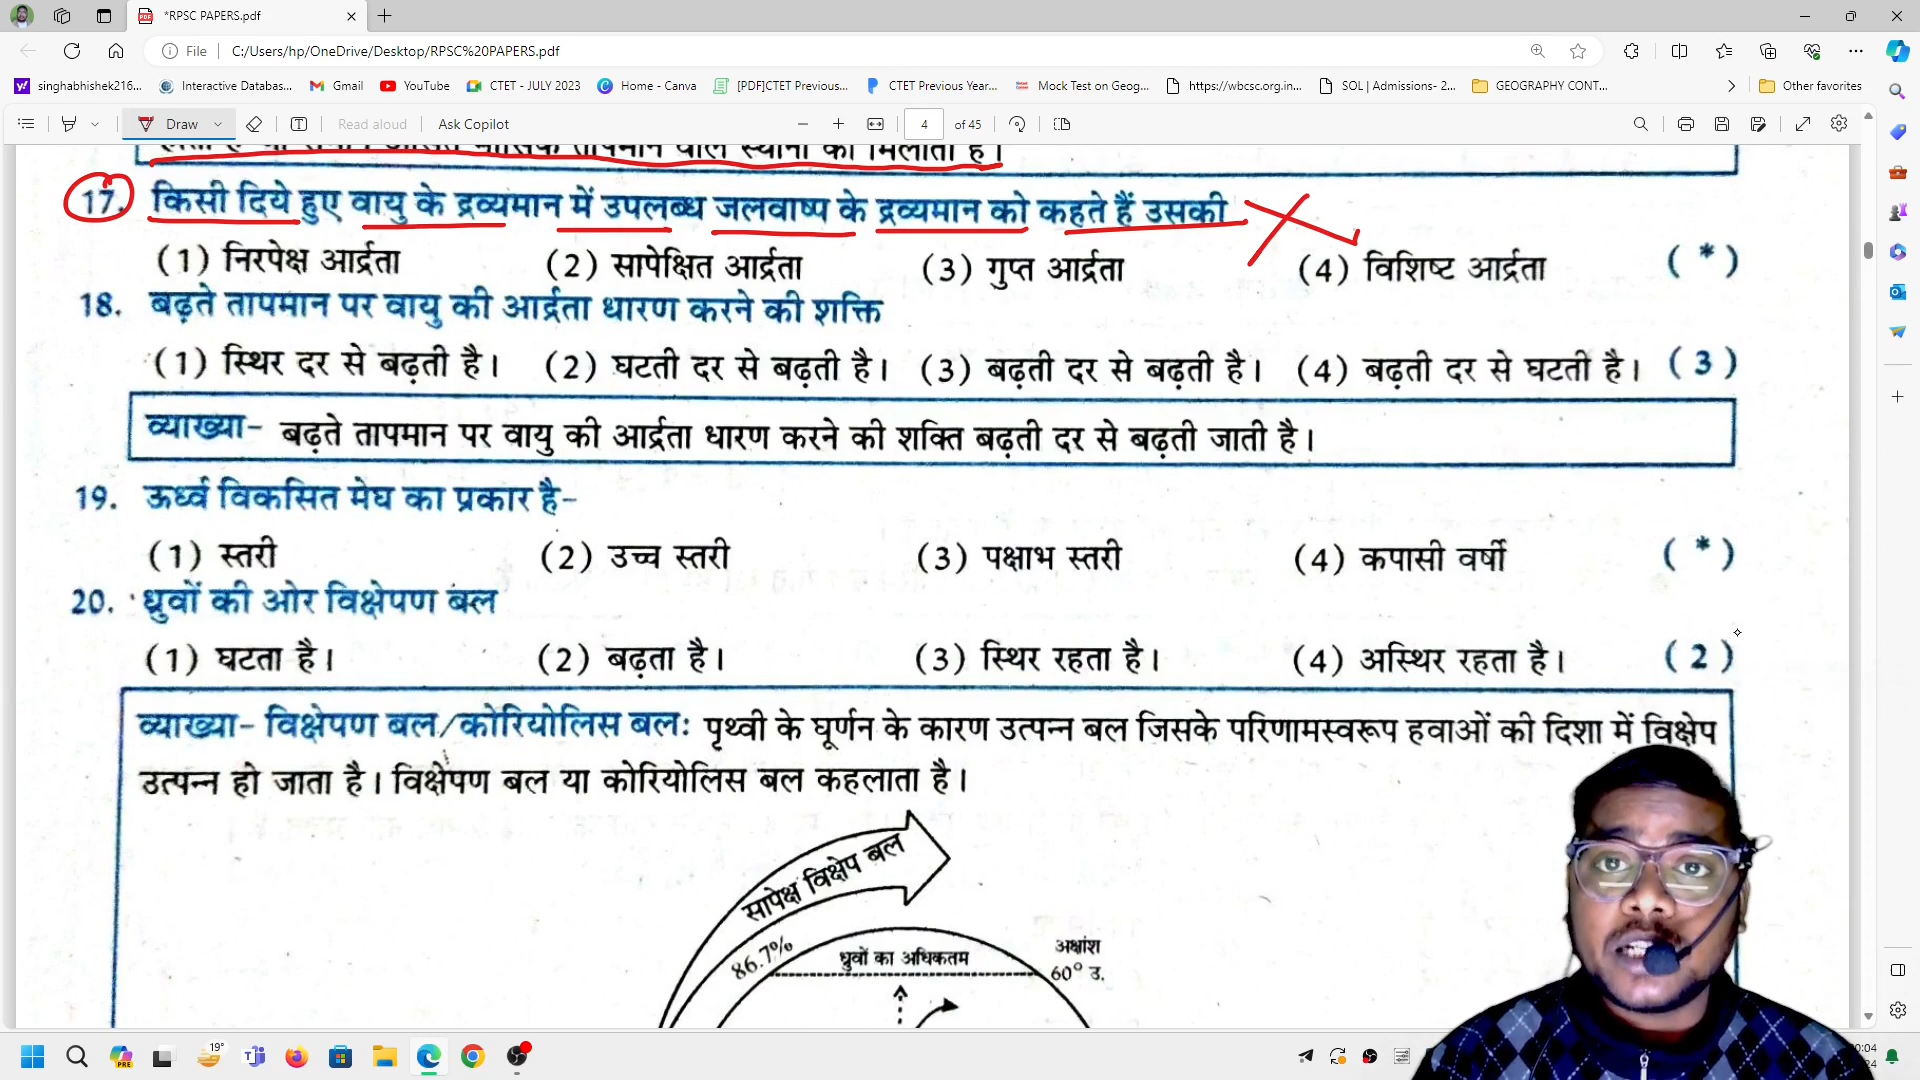 *RPSC PAPERS.pdf
File C:/Users/hp/OneDrive/Desktop/RPSC%20PAPERS.pdf
singhabhishek216... Interactive Databas... Gmail YouTube CTET - JULY 2023 Home - Canva [PDF]CTET Previous... CTET Previous Year... Mock Test on Geog... https://wbcsc.org.in... SOL | Admissions- 2... GEOGRAPHY CONT... Other favorites
Draw Read aloud Ask Copilot 4 of 45
17. किसी दिये हुए वायु के द्रव्यमान में उपलब्ध जलवाष्प के द्रव्यमान को कहते हैं उसकी
(1) निरपेक्ष आर्द्रता (2) सापेक्षित आर्द्रता (3) गुप्त आर्द्रता (4) विशिष्ट आर्द्रता ( * )
18. बढ़ते तापमान पर वायु की आर्द्रता धारण करने की शक्ति
(1) स्थिर दर से बढ़ती है। (2) घटती दर से बढ़ती है। (3) बढ़ती दर से बढ़ती है। (4) बढ़ती दर से घटती है। ( 3 )
व्याख्या- बढ़ते तापमान पर वायु की आर्द्रता धारण करने की शक्ति बढ़ती दर से बढ़ती जाती है।
19. ऊर्ध्व विकसित मेघ का प्रकार है-
(1) स्तरी (2) उच्च स्तरी (3) पक्षाभ स्तरी (4) कपासी वर्षी ( * )
20. ध्रुवों की ओर विक्षेपण बल
(1) घटता है। (2) बढ़ता है। (3) स्थिर रहता है। (4) अस्थिर रहता है। ( 2 )
व्याख्या- विक्षेपण बल/कोरियोलिस बल: पृथ्वी के घूर्णन के कारण उत्पन्न बल जिसके परिणामस्वरूप हवाओं की दिशा में विक्षेप
उत्पन्न हो जाता है। विक्षेपण बल या कोरियोलिस बल कहलाता है।
सापेक्ष विक्षेप बल
86.7%
ध्रुवों का अधिकतम
अक्षांश
60° उ.
19°
PRE